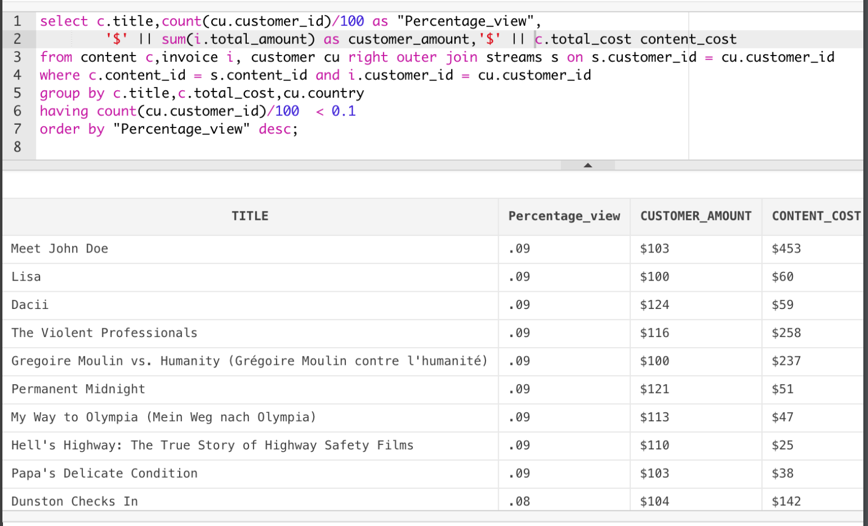 1 select c.title,count(cu.customer_id)/100 as "Percentage_view",
2 '$' || sum(i.total_amount) as customer_amount,'$' || c.total_cost content_cost
3 from content c,invoice i, customer cu right outer join streams s on s.customer_id = cu.customer_id
4 where c.content_id = s.content_id and i.customer_id = cu.customer_id
5 group by c.title,c.total_cost,cu.country
6 having count(cu.customer_id)/100 < 0.1
7 order by "Percentage_view" desc;
8
TITLE Percentage_view CUSTOMER_AMOUNT CONTENT_COST
Meet John Doe .09 $103 $453
Lisa .09 $100 $60
Dacii .09 $124 $59
The Violent Professionals .09 $116 $258
Gregoire Moulin vs. Humanity (Grégoire Moulin contre l'humanité) .09 $100 $237
Permanent Midnight .09 $121 $51
My Way to Olympia (Mein Weg nach Olympia) .09 $113 $47
Hell's Highway: The True Story of Highway Safety Films .09 $110 $25
Papa's Delicate Condition .09 $103 $38
Dunston Checks In .08 $104 $142